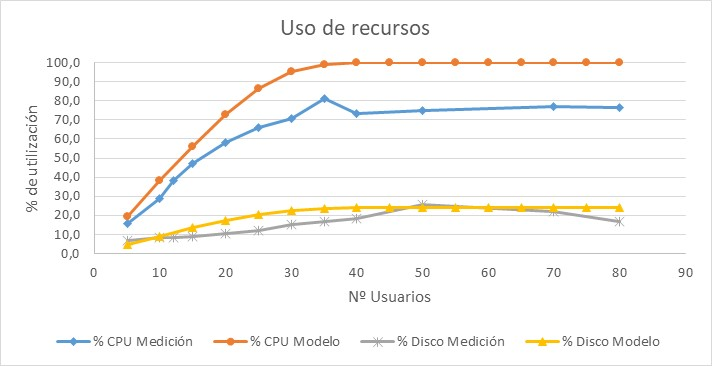 Uso de recursos
% de utilización
100,0
90,0
80,0
70,0
60,0
50,0
40,0
30,0
20,0
10,0
0,0
0 10 20 30 40 50 60 70 80 90
Nº Usuarios
% CPU Medición % CPU Modelo % Disco Medición % Disco Modelo